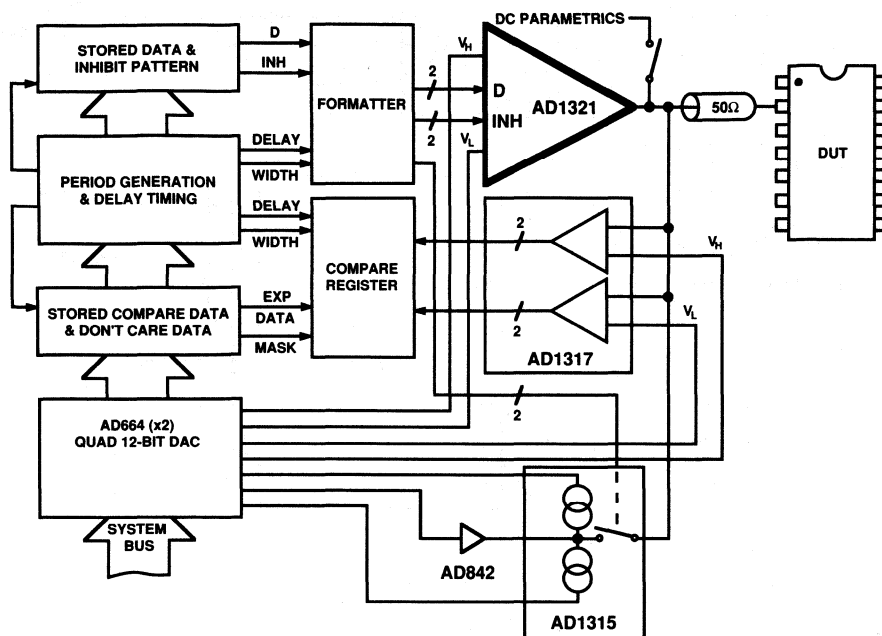 DC PARAMETRICS
STORED DATA &
INHIBIT PATTERN
D
INH
FORMATTER
2
2
VH
D
INH
VL
AD1321
50Ω
DUT
PERIOD GENERATION
& DELAY TIMING
DELAY
WIDTH
DELAY
WIDTH
COMPARE
REGISTER
2
2
VH
VL
AD1317
STORED COMPARE DATA
& DON'T CARE DATA
EXP
DATA
MASK
2
AD664 (x2)
QUAD 12-BIT DAC
SYSTEM
BUS
AD842
AD1315